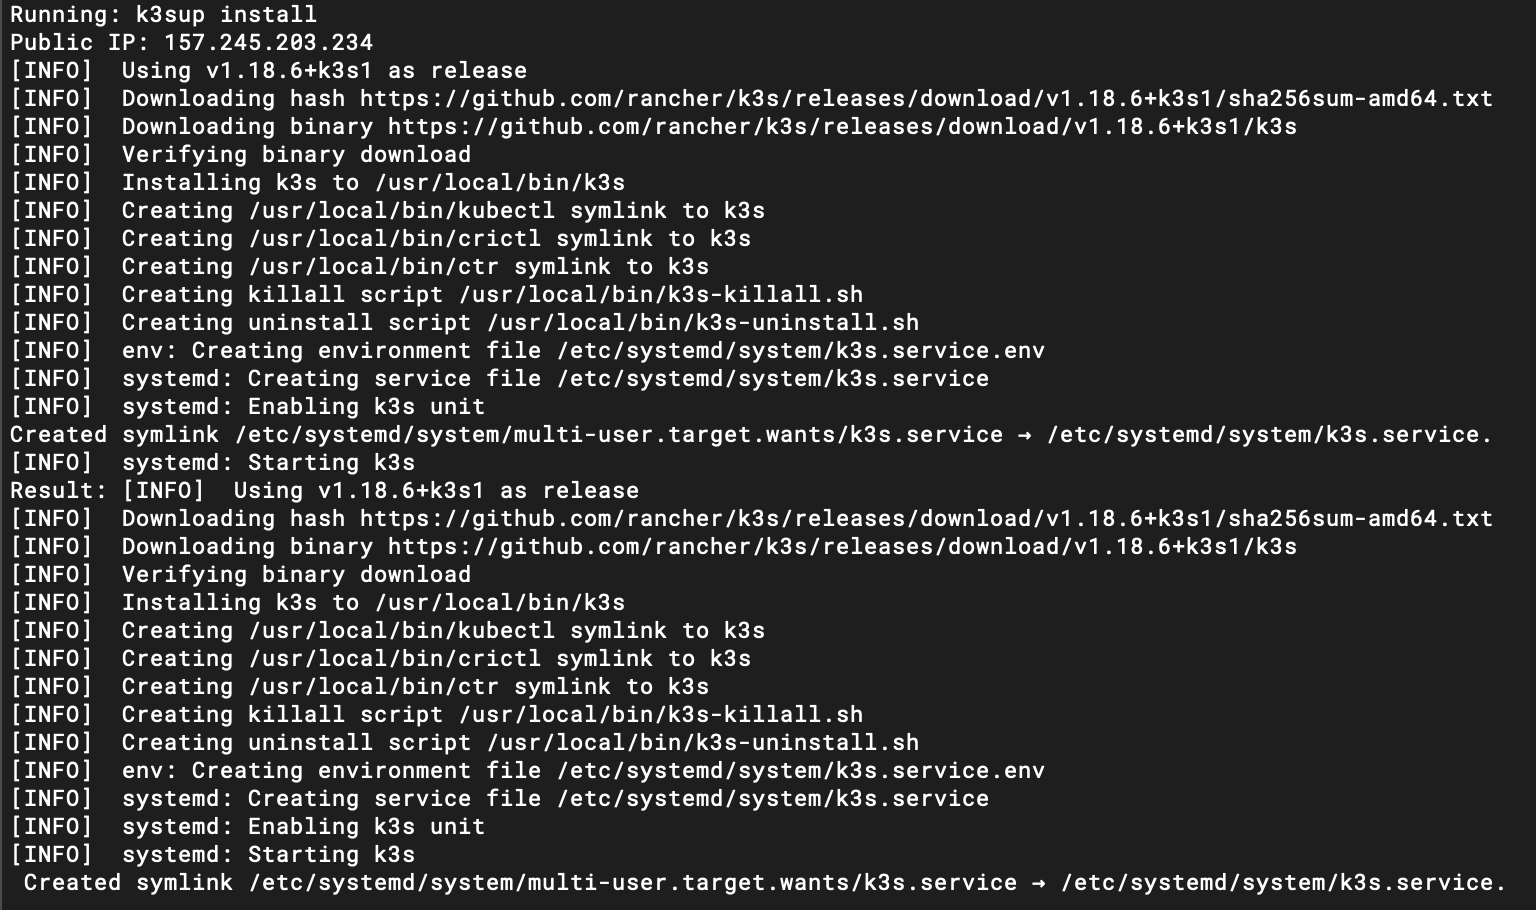 Running: k3sup install
Public IP: 157.245.203.234
[INFO]  Using v1.18.6+k3s1 as release
[INFO]  Downloading hash https://github.com/rancher/k3s/releases/download/v1.18.6+k3s1/sha256sum-amd64.txt
[INFO]  Downloading binary https://github.com/rancher/k3s/releases/download/v1.18.6+k3s1/k3s
[INFO]  Verifying binary download
[INFO]  Installing k3s to /usr/local/bin/k3s
[INFO]  Creating /usr/local/bin/kubectl symlink to k3s
[INFO]  Creating /usr/local/bin/crictl symlink to k3s
[INFO]  Creating /usr/local/bin/ctr symlink to k3s
[INFO]  Creating killall script /usr/local/bin/k3s-killall.sh
[INFO]  Creating uninstall script /usr/local/bin/k3s-uninstall.sh
[INFO]  env: Creating environment file /etc/systemd/system/k3s.service.env
[INFO]  systemd: Creating service file /etc/systemd/system/k3s.service
[INFO]  systemd: Enabling k3s unit
Created symlink /etc/systemd/system/multi-user.target.wants/k3s.service → /etc/systemd/system/k3s.service.
[INFO]  systemd: Starting k3s
Result: [INFO]  Using v1.18.6+k3s1 as release
[INFO]  Downloading hash https://github.com/rancher/k3s/releases/download/v1.18.6+k3s1/sha256sum-amd64.txt
[INFO]  Downloading binary https://github.com/rancher/k3s/releases/download/v1.18.6+k3s1/k3s
[INFO]  Verifying binary download
[INFO]  Installing k3s to /usr/local/bin/k3s
[INFO]  Creating /usr/local/bin/kubectl symlink to k3s
[INFO]  Creating /usr/local/bin/crictl symlink to k3s
[INFO]  Creating /usr/local/bin/ctr symlink to k3s
[INFO]  Creating killall script /usr/local/bin/k3s-killall.sh
[INFO]  Creating uninstall script /usr/local/bin/k3s-uninstall.sh
[INFO]  env: Creating environment file /etc/systemd/system/k3s.service.env
[INFO]  systemd: Creating service file /etc/systemd/system/k3s.service
[INFO]  systemd: Enabling k3s unit
[INFO]  systemd: Starting k3s
 Created symlink /etc/systemd/system/multi-user.target.wants/k3s.service → /etc/systemd/system/k3s.service.